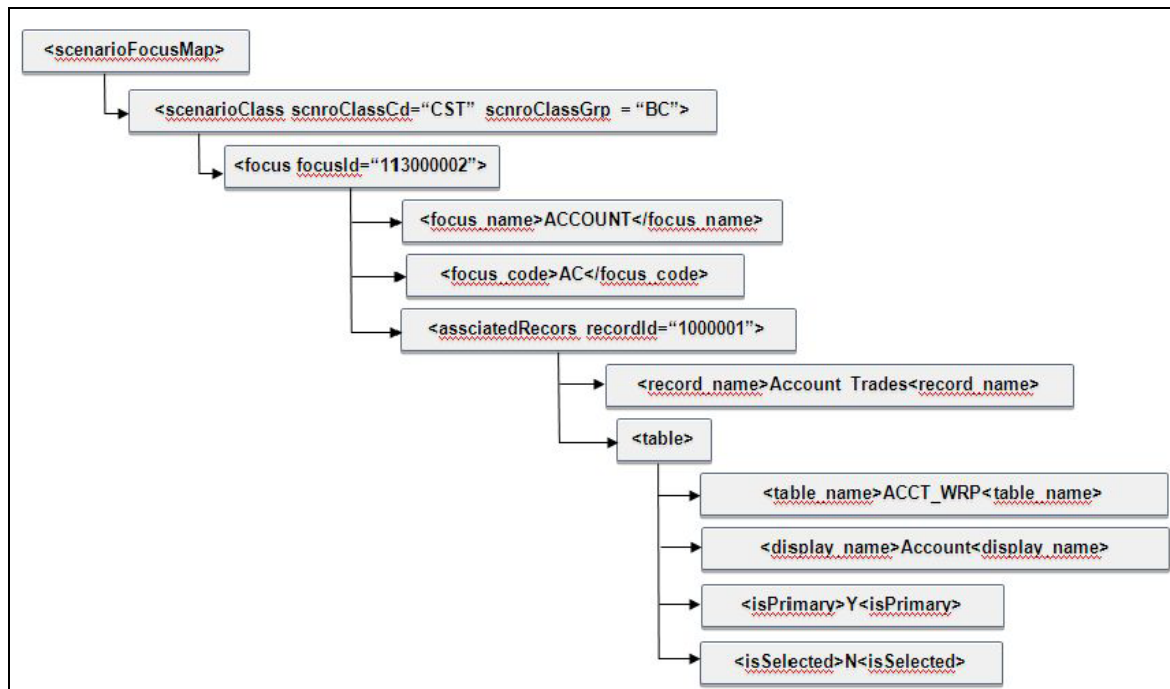 <scenarioFocusMap>
<scenarioClass scnroClassCd=“CST” scnroClassGrp = “BC”>
<focus focusId=“113000002”>
<focus_name>ACCOUNT</focus_name>
<focus_code>AC</focus_code>
<assciatedRecors recordId=“1000001”>
<record_name>Account Trades<record_name>
<table>
<table_name>ACCT_WRP<table_name>
<display_name>Account<display_name>
<isPrimary>Y<isPrimary>
<isSelected>N<isSelected>